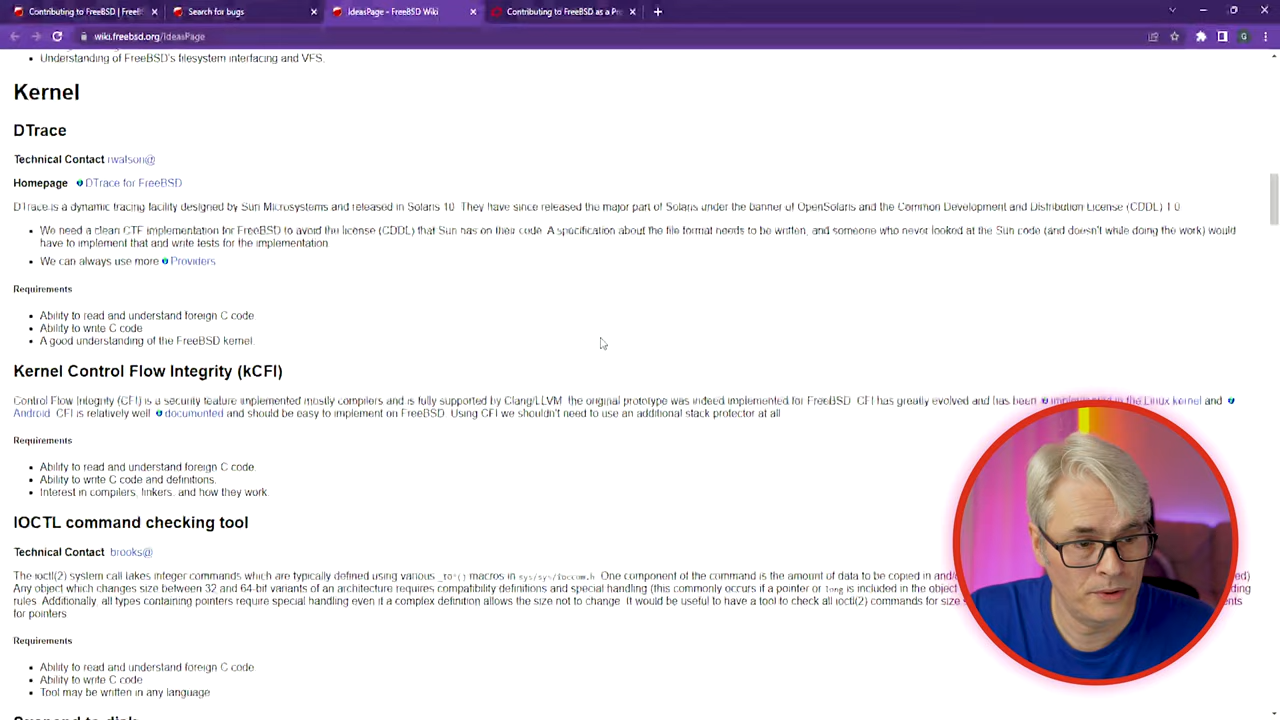 Contributing to FreeBSD | FreeB
Search for bugs
IdeasPage - FreeBSD Wiki
Contributing to FreeBSD as a Pr
wiki.freebsd.org/IdeasPage
G
Understanding of FreeBSD's filesystem interfacing and VFS.
Kernel
DTrace
Technical Contact rwatson@
Homepage DTrace for FreeBSD
DTrace is a dynamic tracing facility designed by Sun Microsystems and released in Solaris 10. They have since released the major part of Solaris under the banner of OpenSolaris and the Common Development and Distribution License (CDDL) 1.0.
We need a clean CTF implementation for FreeBSD to avoid the license (CDDL) that Sun has on their code. A specification about the file format needs to be written, and someone who never looked at the Sun code (and doesn't while doing the work) would
have to implement that and write tests for the implementation.
We can always use more Providers
Requirements
Ability to read and understand foreign C code.
Ability to write C code
A good understanding of the FreeBSD kernel.
Kernel Control Flow Integrity (kCFI)
Control Flow Integrity (CFI) is a security feature implemented mostly compilers and is fully supported by Clang/LLVM, the original prototype was indeed implemented for FreeBSD. CFI has greatly evolved and has been implemented in the Linux kernel and
Android. CFI is relatively well documented and should be easy to implement on FreeBSD. Using CFI we shouldn't need to use an additional stack protector at all.
Requirements
Ability to read and understand foreign C code.
Ability to write C code and definitions.
Interest in compilers, linkers, and how they work.
IOCTL command checking tool
Technical Contact brooks@
The ioctl(2) system call takes integer commands which are typically defined using various _IO*() macros in sys/sys/ioccom.h. One component of the command is the amount of data to be copied in and/
Any object which changes size between 32 and 64-bit variants of an architecture requires compatibility definitions and special handling (this commonly occurs if a pointer or long is included in the object
rules. Additionally, all types containing pointers require special handling even if a complex definition allows the size not to change. It would be useful to have a tool to check all ioctl(2) commands for size
for pointers.
Requirements
Ability to read and understand foreign C code.
Ability to write C code
Tool may be written in any language
Suspend to disk